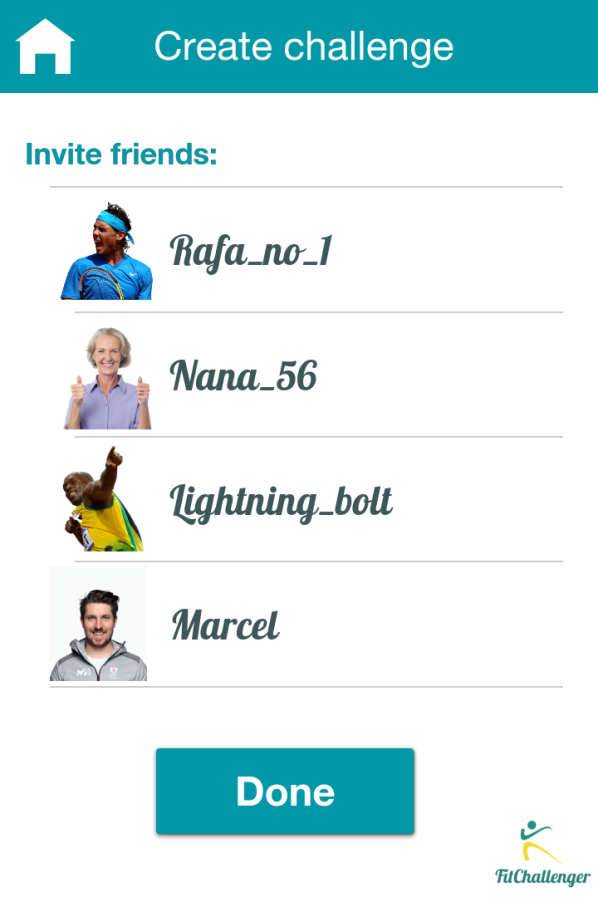 Create challenge
Invite friends:
Rafa_no_1
Nana_56
Lightning_bolt
Marcel
Done
FitChallenger